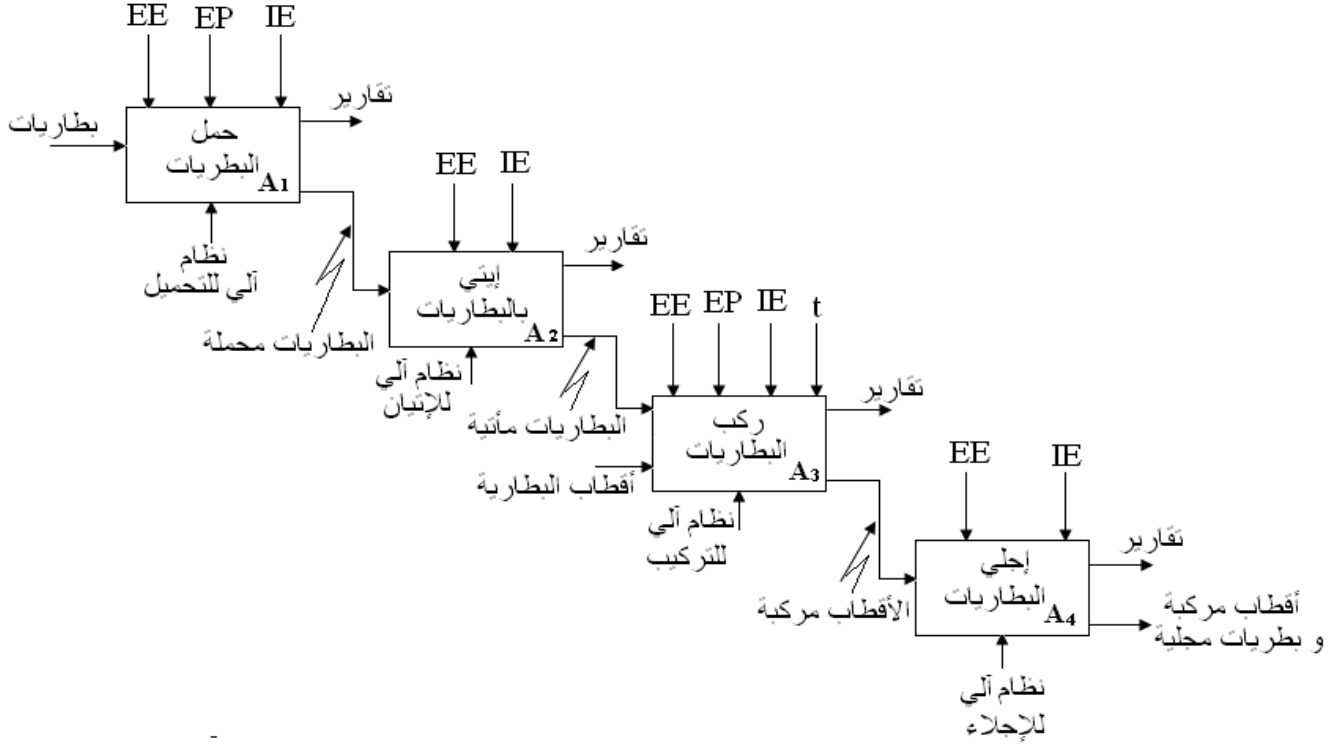 EE EP IE
تقارير
بطاريات
حمل
البطريات
A1
نظام
آلي للتحميل
البطاريات محملة
EE IE
تقارير
إيتي
بالبطاريات
A2
نظام آلي
للإتيان
البطاريات مأتية
EE EP IE t
تقارير
ركب
البطاريات
A3
أقطاب البطارية
نظام آلي
للتركيب
الأقطاب مركبة
EE IE
تقارير
إجلي
البطاريات
A4
أقطاب مركبة
و بطريات مجلية
نظام آلي
للإجلاء